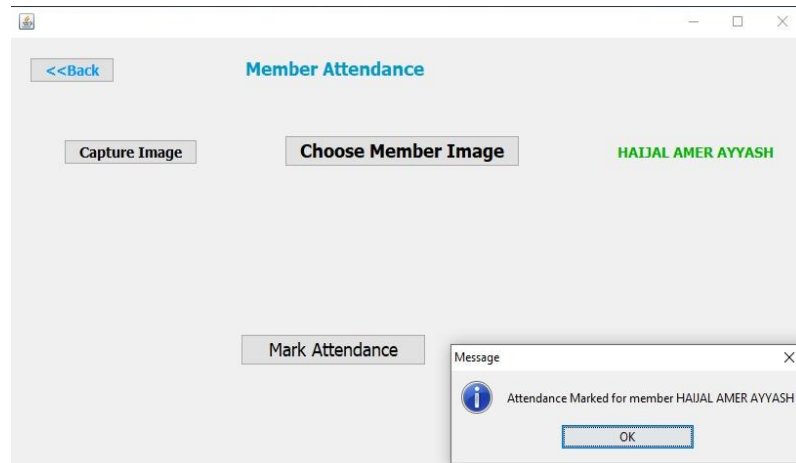 <<Back
Member Attendance
Capture Image
Choose Member Image
HAIJAL AMER AYYASH
Mark Attendance
Message
Attendance Marked for member HAIJAL AMER AYYASH
OK